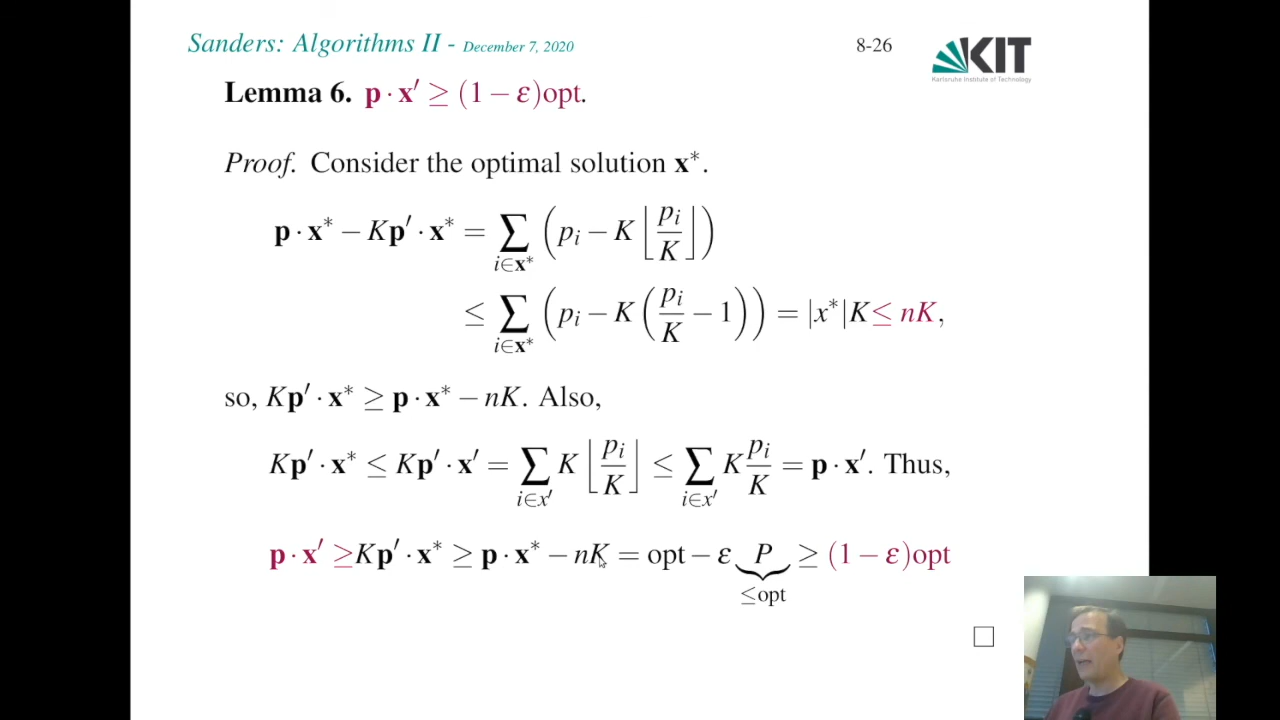 Sanders: Algorithms II - December 7, 2020 8-26 KIT
Karlsruhe Institute of Technology
Lemma 6. p · x′ ≥ (1 − ε)opt.
Proof. Consider the optimal solution x*.
p · x* − Kp′ · x* = ∑_{i∈x*} (p_i − K ⌊p_i/K⌋)
≤ ∑_{i∈x*} (p_i − K (p_i/K − 1)) = |x*|K ≤ nK,
so, Kp′ · x* ≥ p · x* − nK. Also,
Kp′ · x* ≤ Kp′ · x′ = ∑_{i∈x′} K ⌊p_i/K⌋ ≤ ∑_{i∈x′} K p_i/K = p · x′. Thus,
p · x′ ≥ Kp′ · x* ≥ p · x* − nK = opt − ε P ≥ (1 − ε)opt
≤opt
□